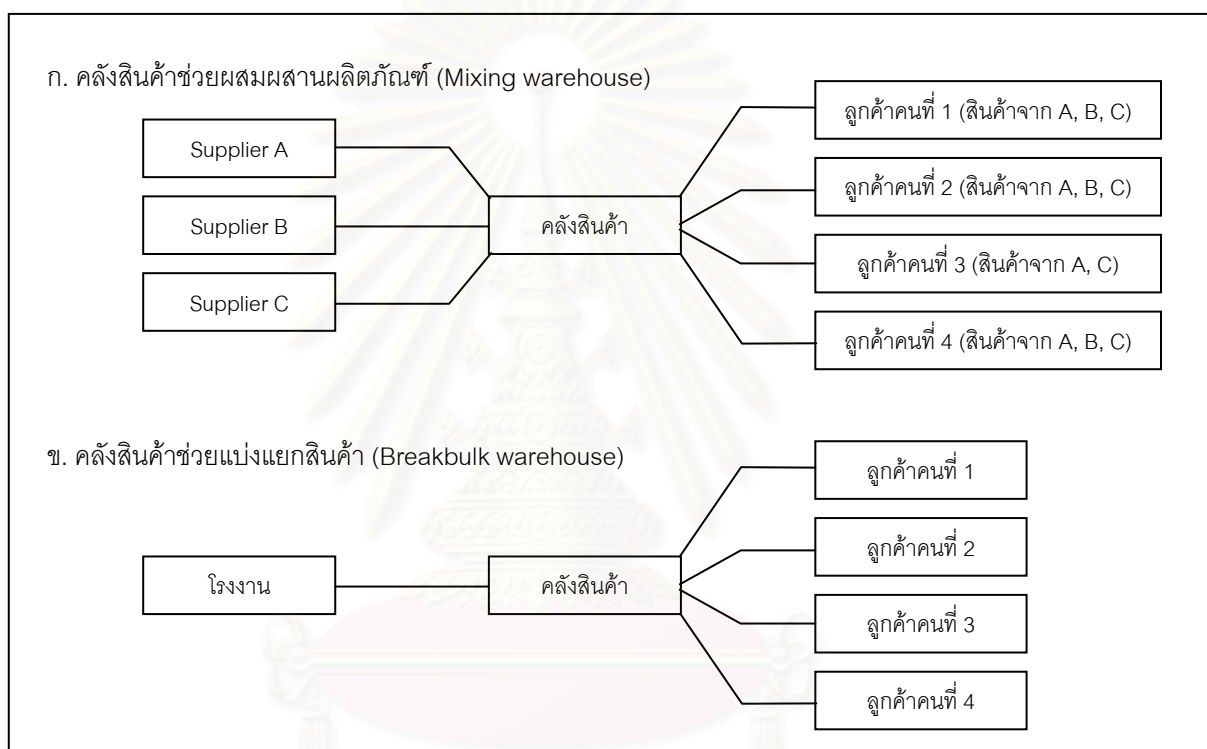 ก. คลังสินค้าช่วยผสมผสานผลิตภัณฑ์ (Mixing warehouse)
Supplier A
Supplier B
Supplier C
คลังสินค้า
ลูกค้าคนที่ 1 (สินค้าจาก A, B, C)
ลูกค้าคนที่ 2 (สินค้าจาก A, B, C)
ลูกค้าคนที่ 3 (สินค้าจาก A, C)
ลูกค้าคนที่ 4 (สินค้าจาก A, B, C)
ข. คลังสินค้าช่วยแบ่งแยกสินค้า (Breakbulk warehouse)
โรงงาน
คลังสินค้า
ลูกค้าคนที่ 1
ลูกค้าคนที่ 2
ลูกค้าคนที่ 3
ลูกค้าคนที่ 4